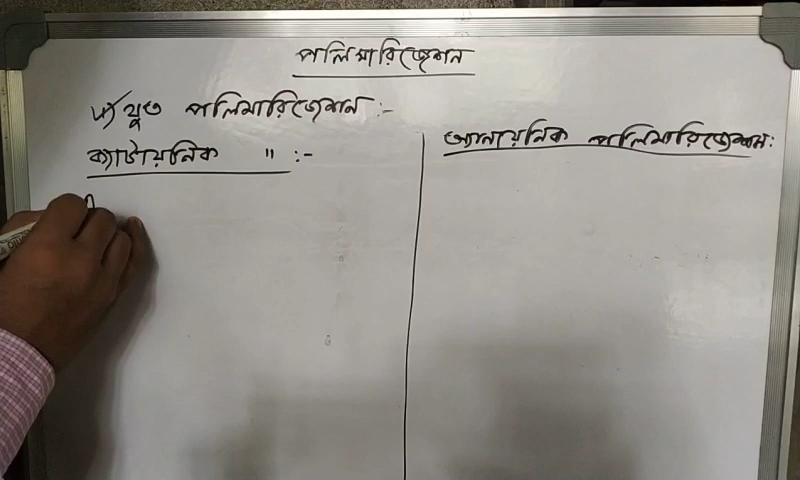 পলিমারিজেশন
যুত পলিমারিজেশন :-
ক্যাটায়নিক " :-
অ্যানায়নিক পলিমারিজেশন: